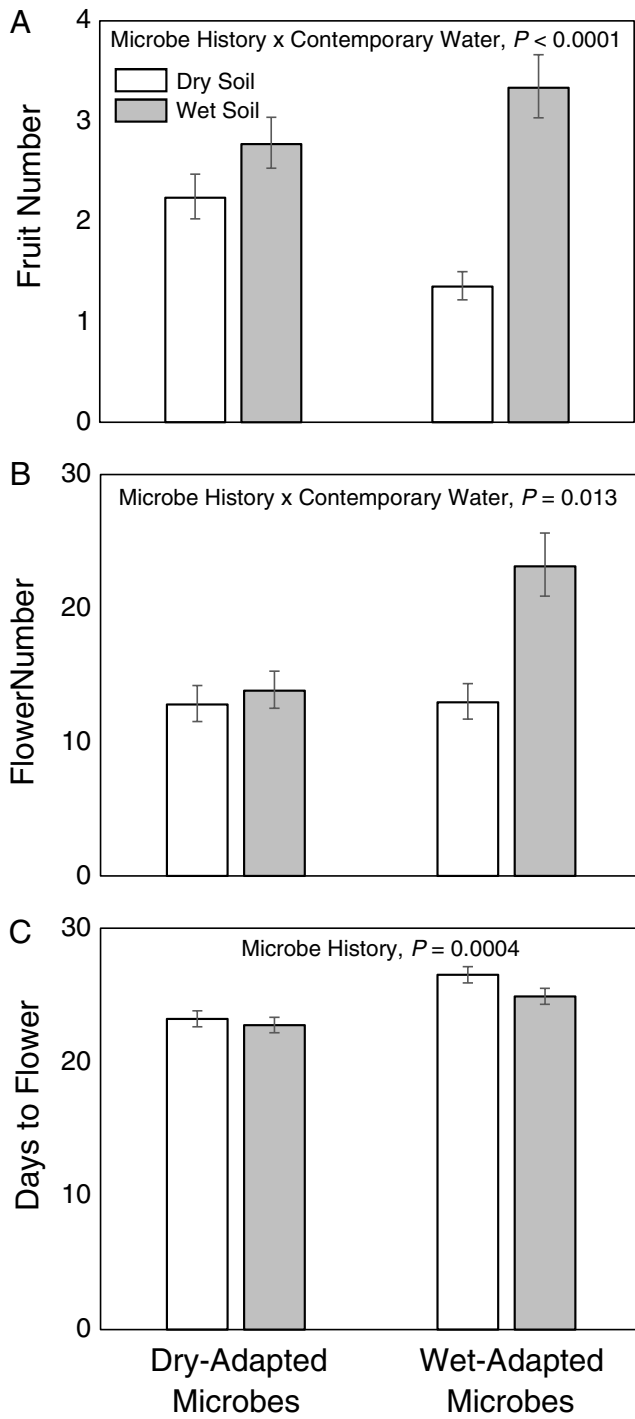 A
Microbe History x Contemporary Water, P < 0.0001
Dry Soil
Wet Soil
Fruit Number
4
3
2
1
0
B
Microbe History x Contemporary Water, P = 0.013
FlowerNumber
30
20
10
0
C
Microbe History, P = 0.0004
Days to Flower
30
20
10
0
Dry-Adapted
Microbes
Wet-Adapted
Microbes